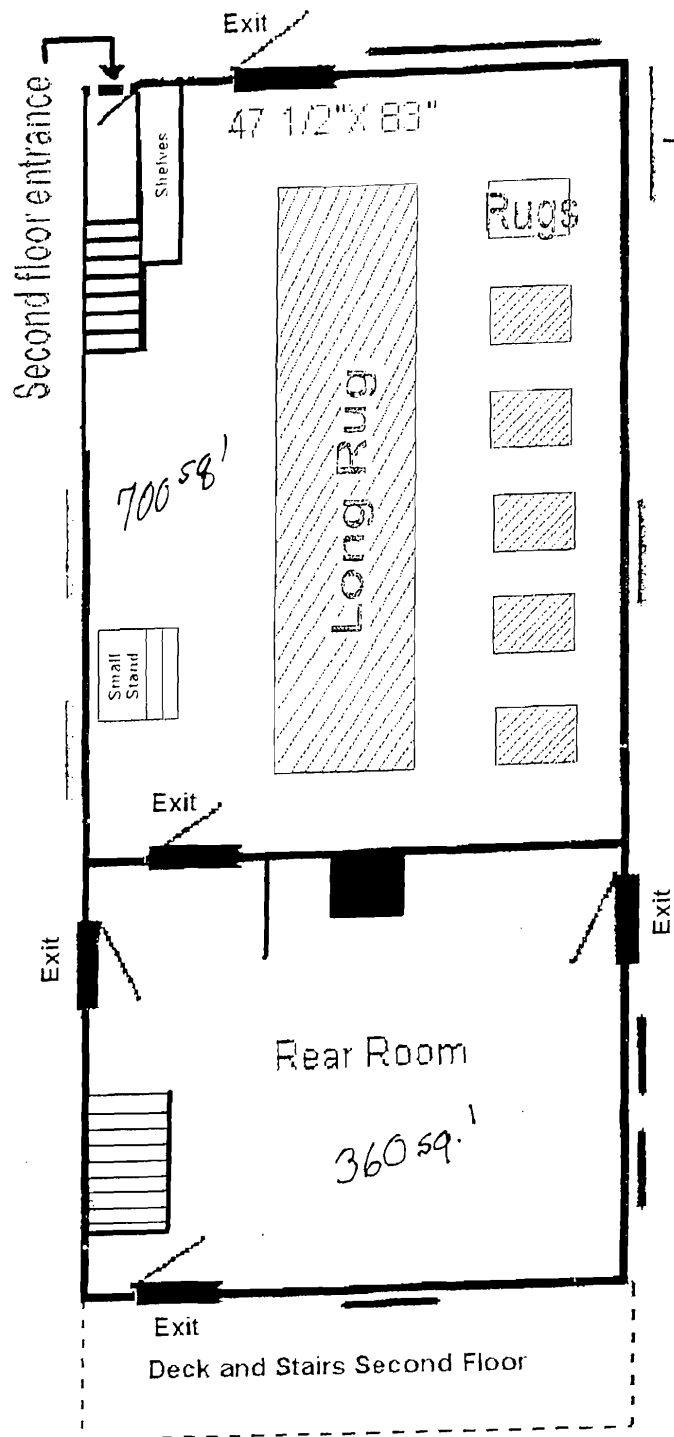 Exit
Second floor entrance
47 1/2"X 83"
Shelves
Rugs
Long Rug
700 sq'
Small
Stand
Exit
Exit
Exit
Rear Room
360 sq.'
Exit
Deck and Stairs Second Floor